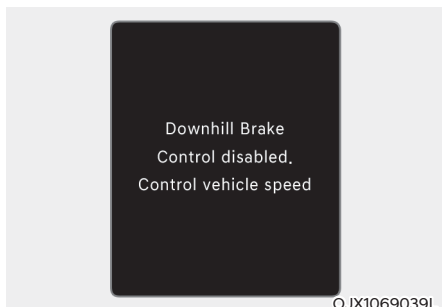 Downhill Brake
Control disabled.
Control vehicle speed
OJX1069039L